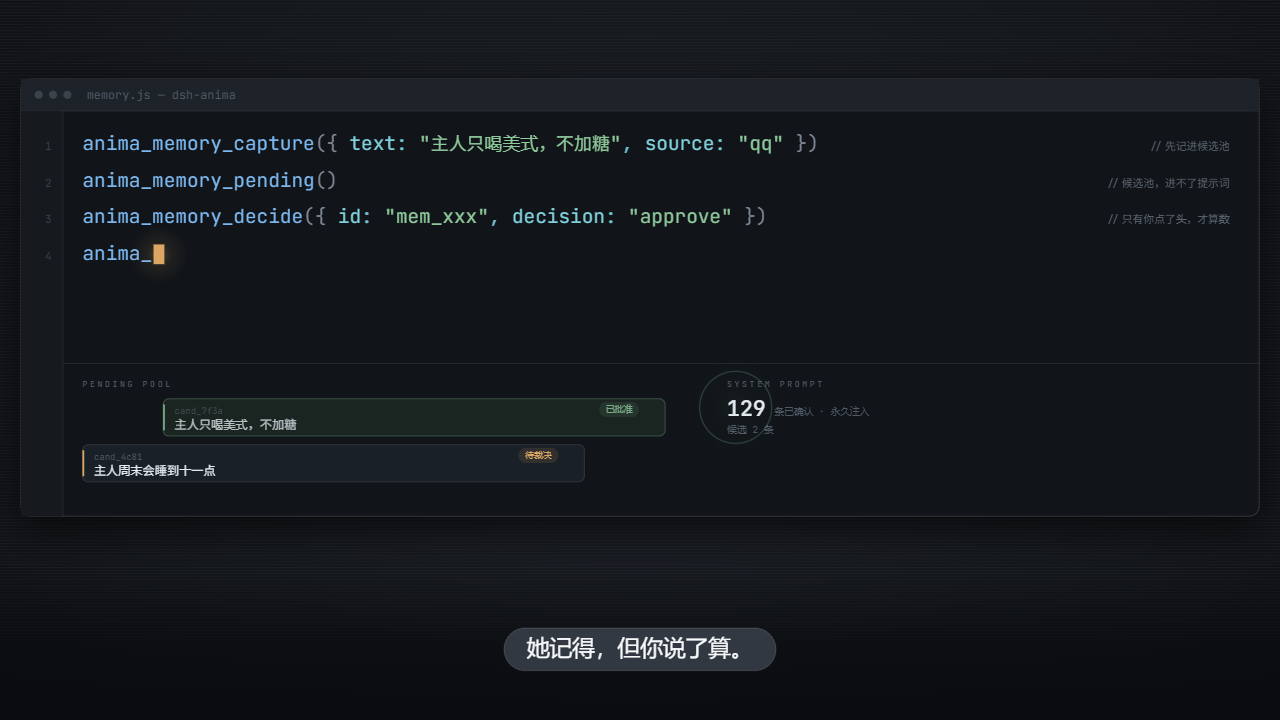 memory.js — dsh-anima
1 anima_memory_capture({ text: "主人只喝美式，不加糖", source: "qq" }) // 先记进候选池
2 anima_memory_pending() // 候选池，进不了提示词
3 anima_memory_decide({ id: "mem_xxx", decision: "approve" }) // 只有你点了头，才算数
4 anima_
PENDING POOL
cand_7f3a 已批准
主人只喝美式，不加糖
cand_4c81 待裁决
主人周末会睡到十一点
SYSTEM PROMPT
129 条已确认 · 永久注入
候选 2 条
她记得，但你说了算。